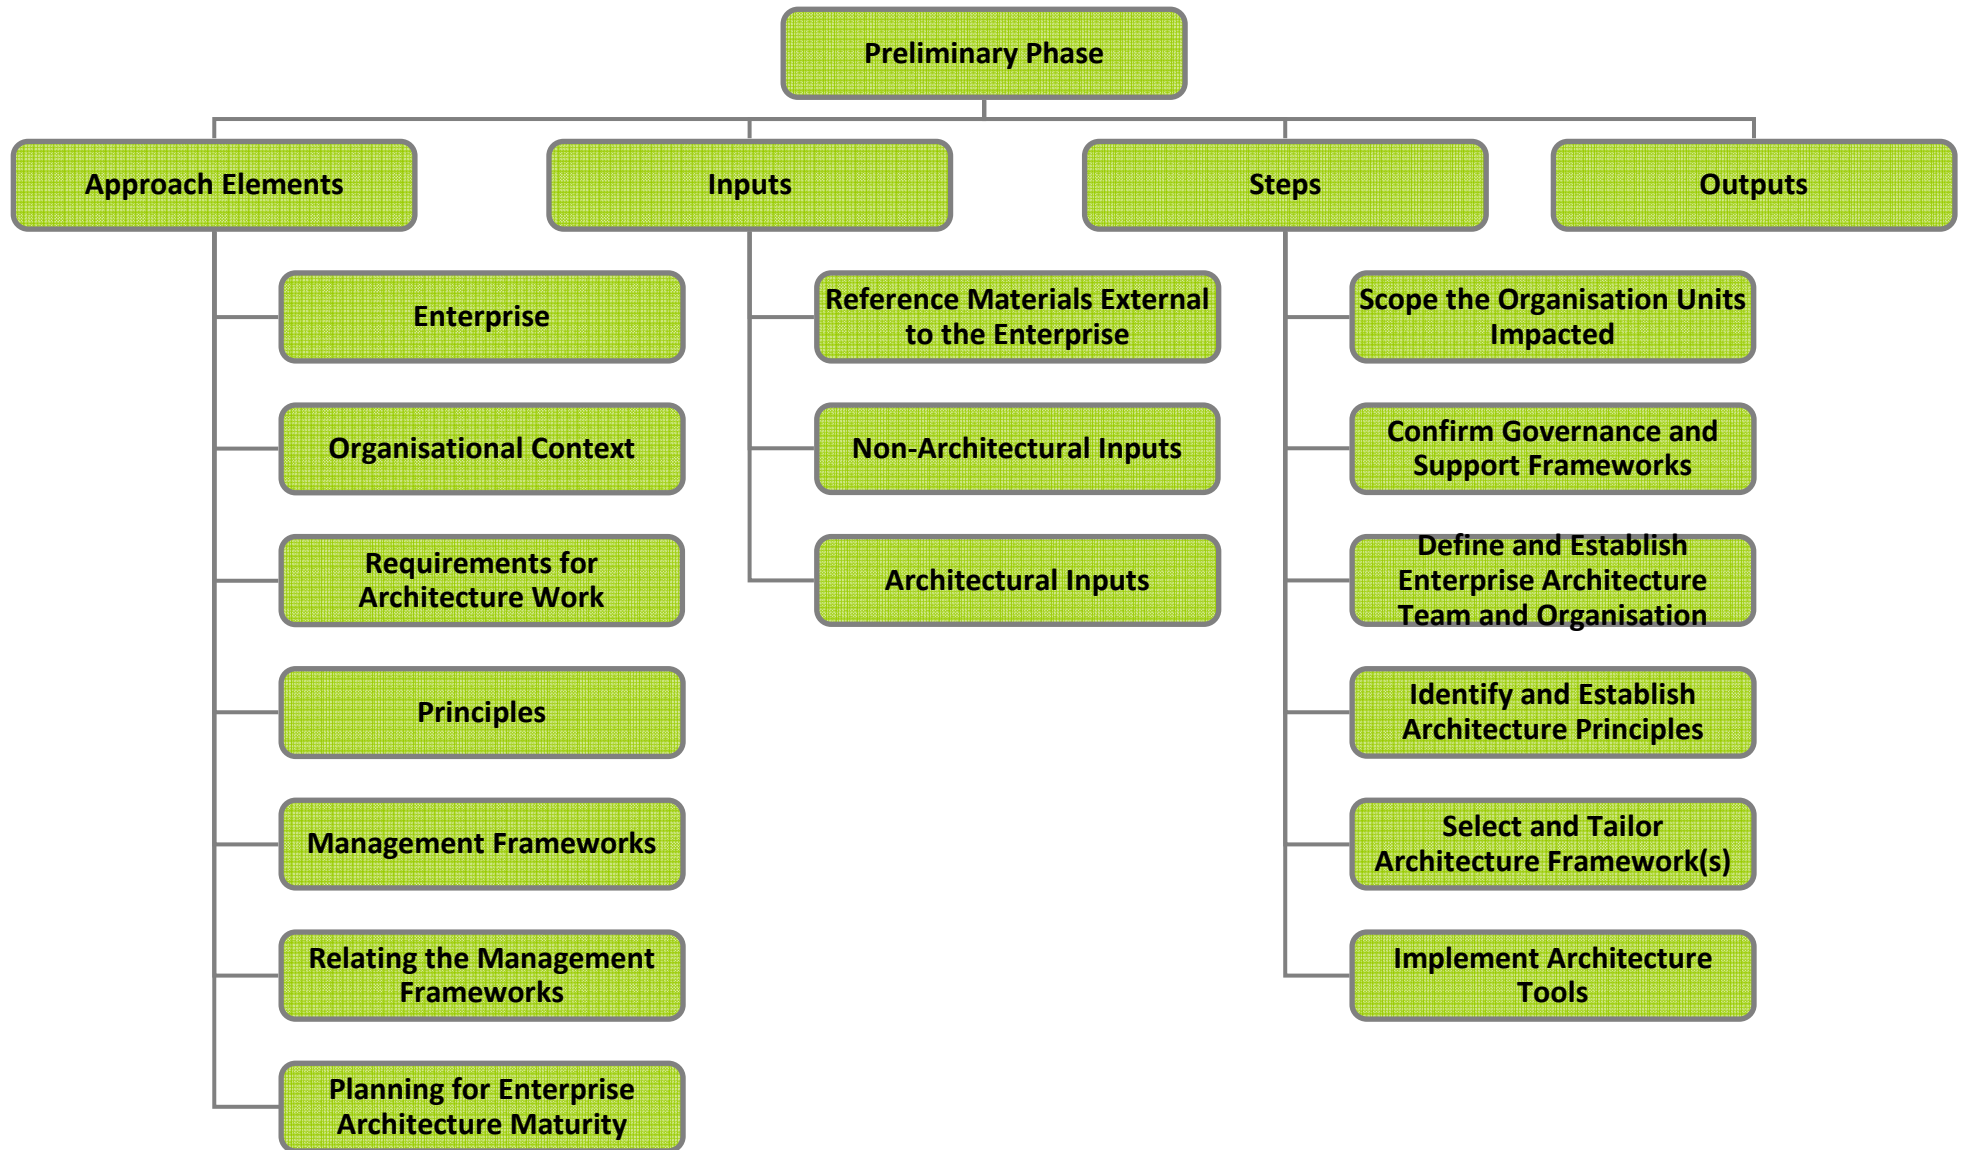 Preliminary Phase
Approach Elements
Inputs
Steps
Outputs
Enterprise
Organisational Context
Requirements for
Architecture Work
Principles
Management Frameworks
Relating the Management
Frameworks
Planning for Enterprise
Architecture Maturity
Reference Materials External
to the Enterprise
Non-Architectural Inputs
Architectural Inputs
Scope the Organisation Units
Impacted
Confirm Governance and
Support Frameworks
Define and Establish
Enterprise Architecture
Team and Organisation
Identify and Establish
Architecture Principles
Select and Tailor
Architecture Framework(s)
Implement Architecture
Tools